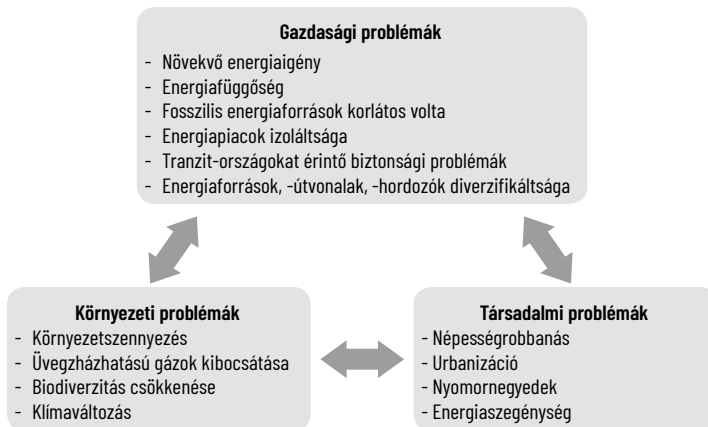 Gazdasági problémák
- Növekvő energiaigény
- Energiafüggőség
- Fosszilis energiaforrások korlátos volta
- Energiapiacok izoláltsága
- Tranzit-országokat érintő biztonsági problémák
- Energiaforrások, -útvonalak, -hordozók diverzifikáltsága
Környezeti problémák
- Környezetszennyezés
- Üvegzházhatású gázok kibocsátása
- Biodiverzitás csökkenése
- Klímaváltozás
Társadalmi problémák
- Népességrobbanás
- Urbanizáció
- Nyomornegyedek
- Energiaszegénység